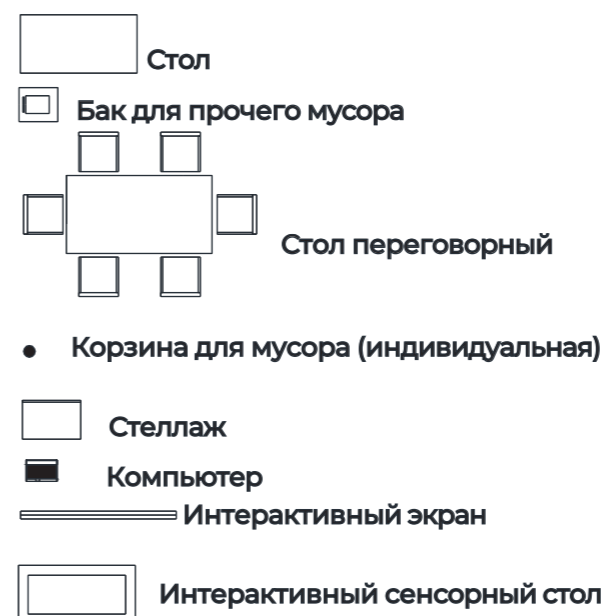 Стол
Бак для прочего мусора
Стол переговорный
Корзина для мусора (индивидуальная)
Стеллаж
Компьютер
Интерактивный экран
Интерактивный сенсорный стол